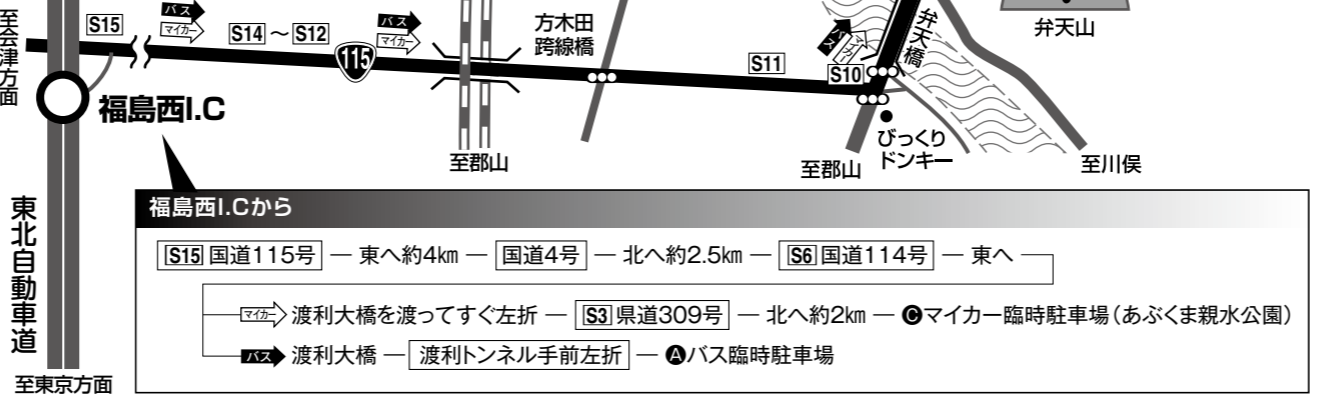 至会津方面
S15
バス
マイカー
S14～S12
バス
マイカー
115
方木田
跨線橋
S11
バス
マイカー
S10
弁天橋
弁天山
福島西I.C
至郡山
至郡山
びっくり
ドンキー
至川俣
東北自動車道
至東京方面
福島西I.Cから
S15 国道115号 ― 東へ約4㎞ ― 国道4号 ― 北へ約2.5㎞ ― S6 国道114号 ― 東へ
マイカー 渡利大橋を渡ってすぐ左折 ― S3 県道309号 ― 北へ約2㎞ ― Cマイカー臨時駐車場（あぶくま親水公園）
バス 渡利大橋 ― 渡利トンネル手前左折 ― Aバス臨時駐車場